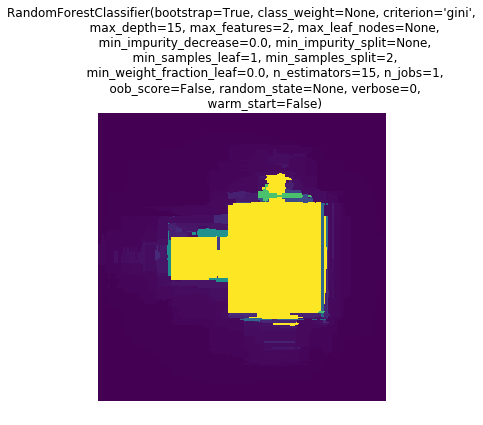 RandomForestClassifier(bootstrap=True, class_weight=None, criterion='gini',
max_depth=15, max_features=2, max_leaf_nodes=None,
min_impurity_decrease=0.0, min_impurity_split=None,
min_samples_leaf=1, min_samples_split=2,
min_weight_fraction_leaf=0.0, n_estimators=15, n_jobs=1,
oob_score=False, random_state=None, verbose=0,
warm_start=False)